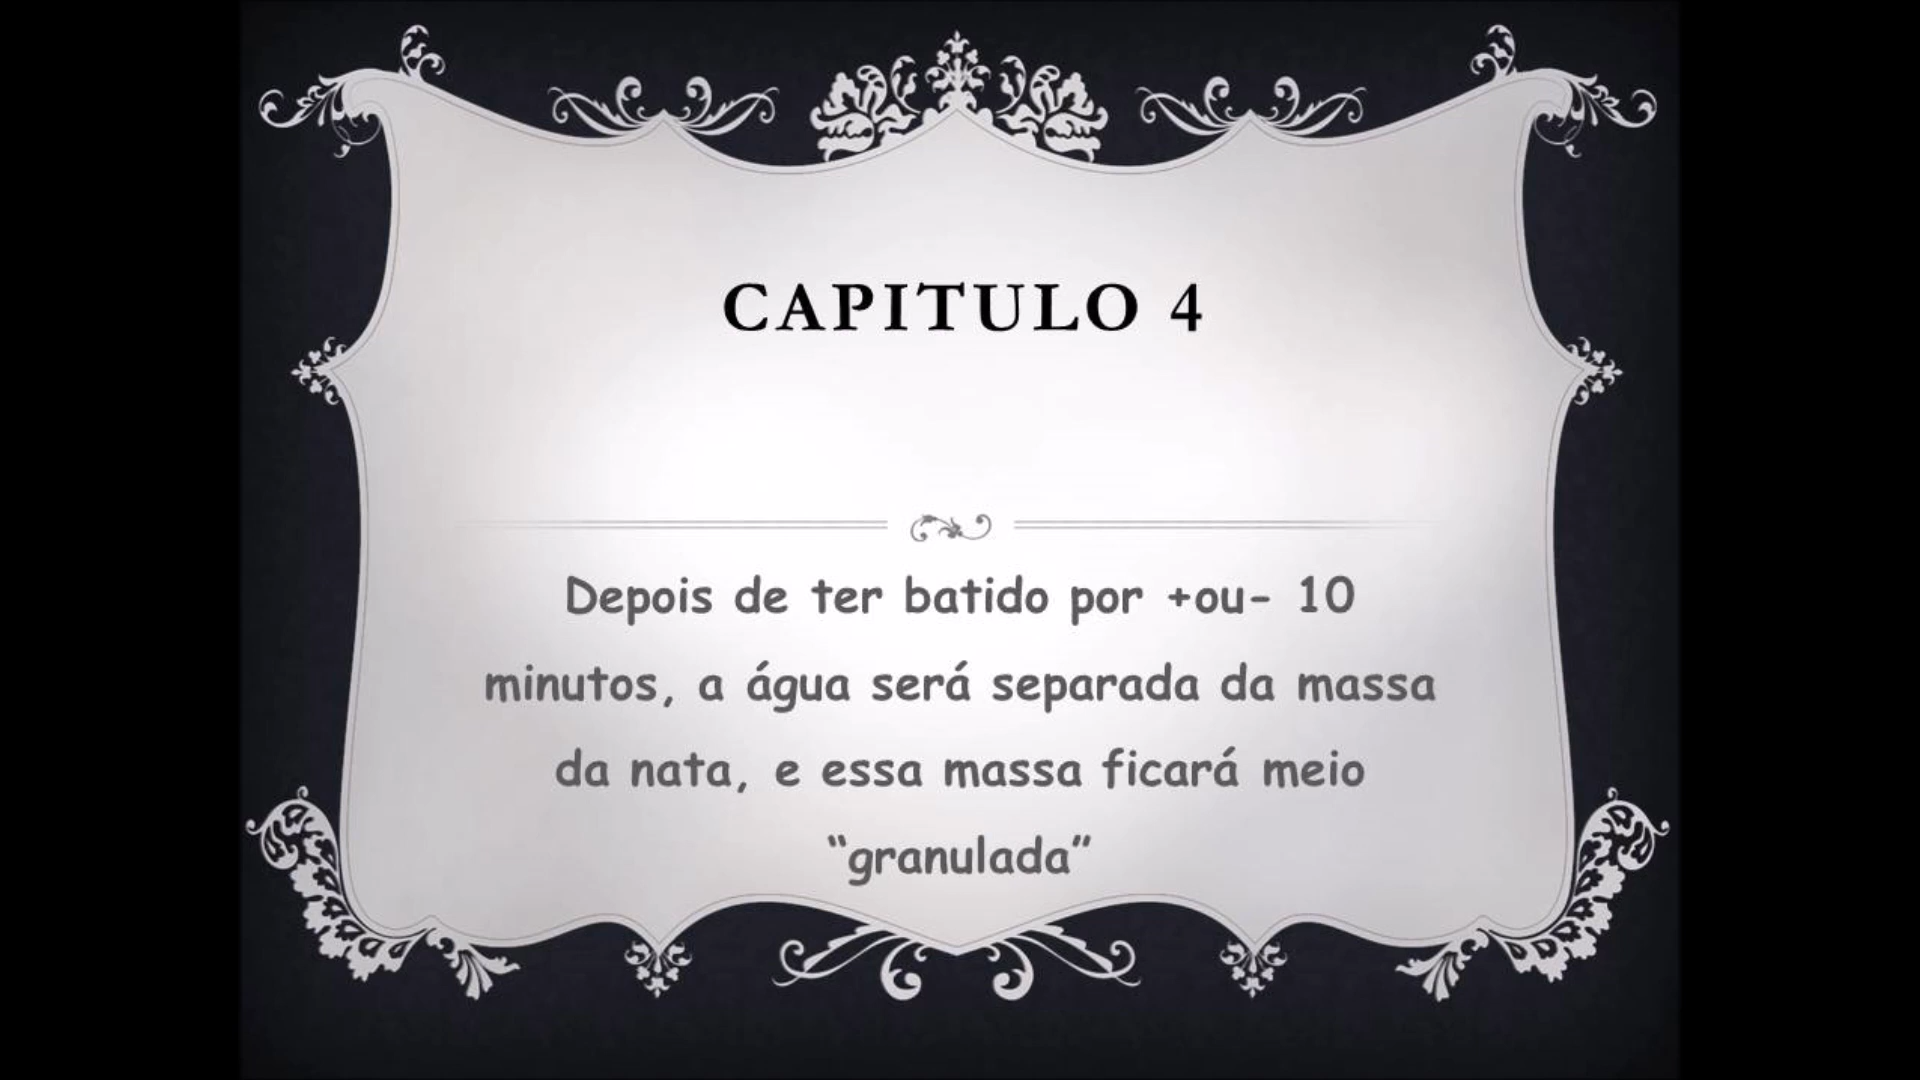 CAPITULO 4
Depois de ter batido por +ou- 10
minutos, a água será separada da massa
da nata, e essa massa ficará meio
“granulada”